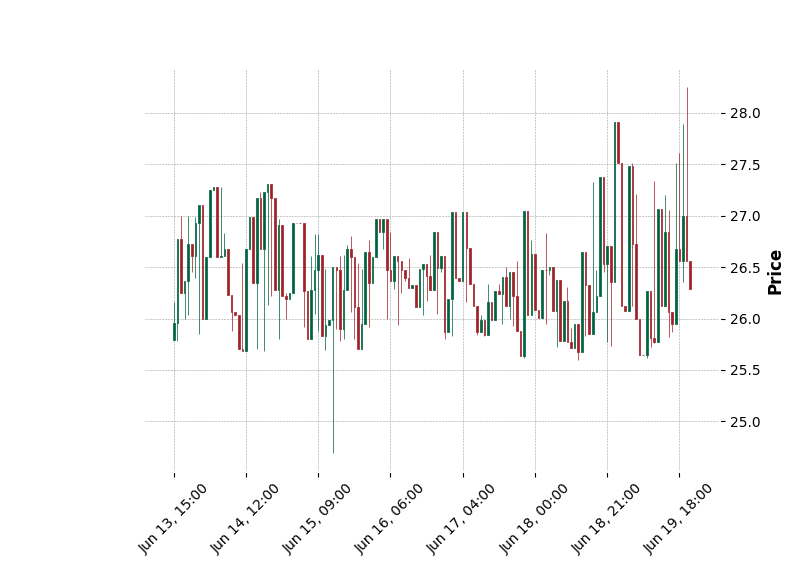 28.0
27.5
27.0
26.5
26.0
25.5
25.0
Price
Jun 13, 15:00
Jun 14, 12:00
Jun 15, 09:00
Jun 16, 06:00
Jun 17, 04:00
Jun 18, 00:00
Jun 18, 21:00
Jun 19, 18:00